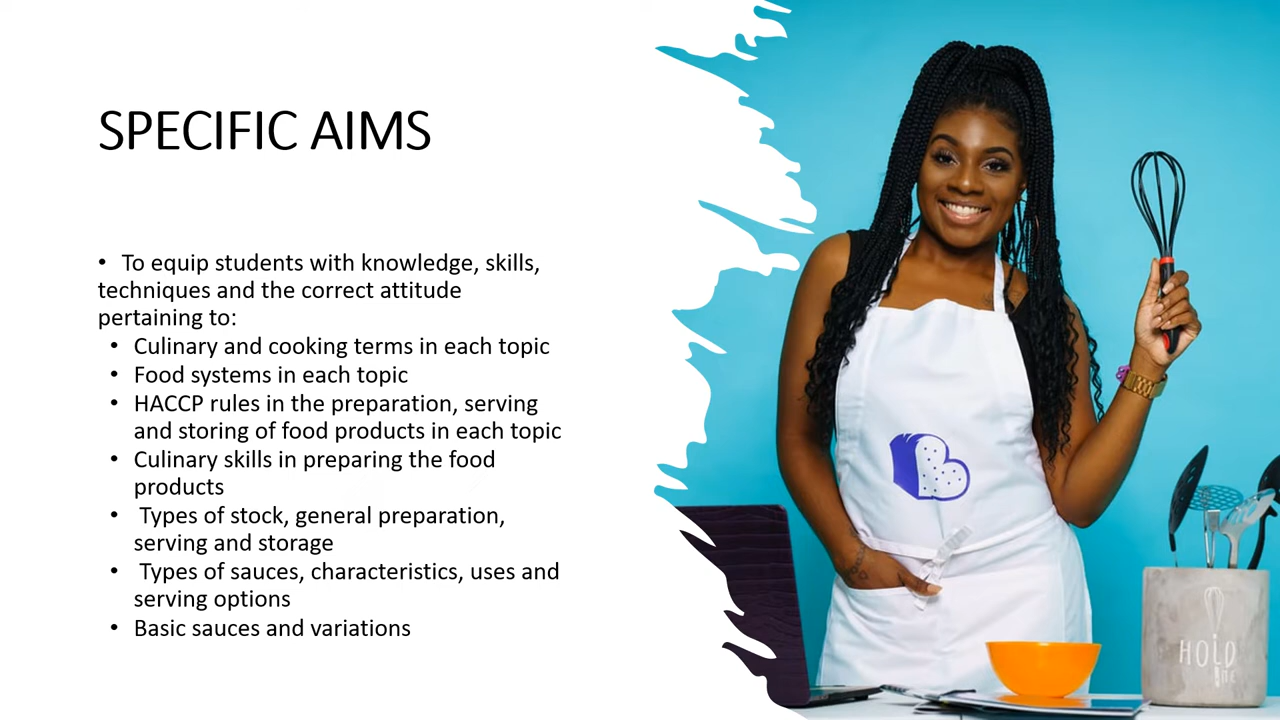 SPECIFIC AIMS
• To equip students with knowledge, skills,
techniques and the correct attitude
pertaining to:
• Culinary and cooking terms in each topic
• Food systems in each topic
• HACCP rules in the preparation, serving
and storing of food products in each topic
• Culinary skills in preparing the food
products
• Types of stock, general preparation,
serving and storage
• Types of sauces, characteristics, uses and
serving options
• Basic sauces and variations
HOLD
ME